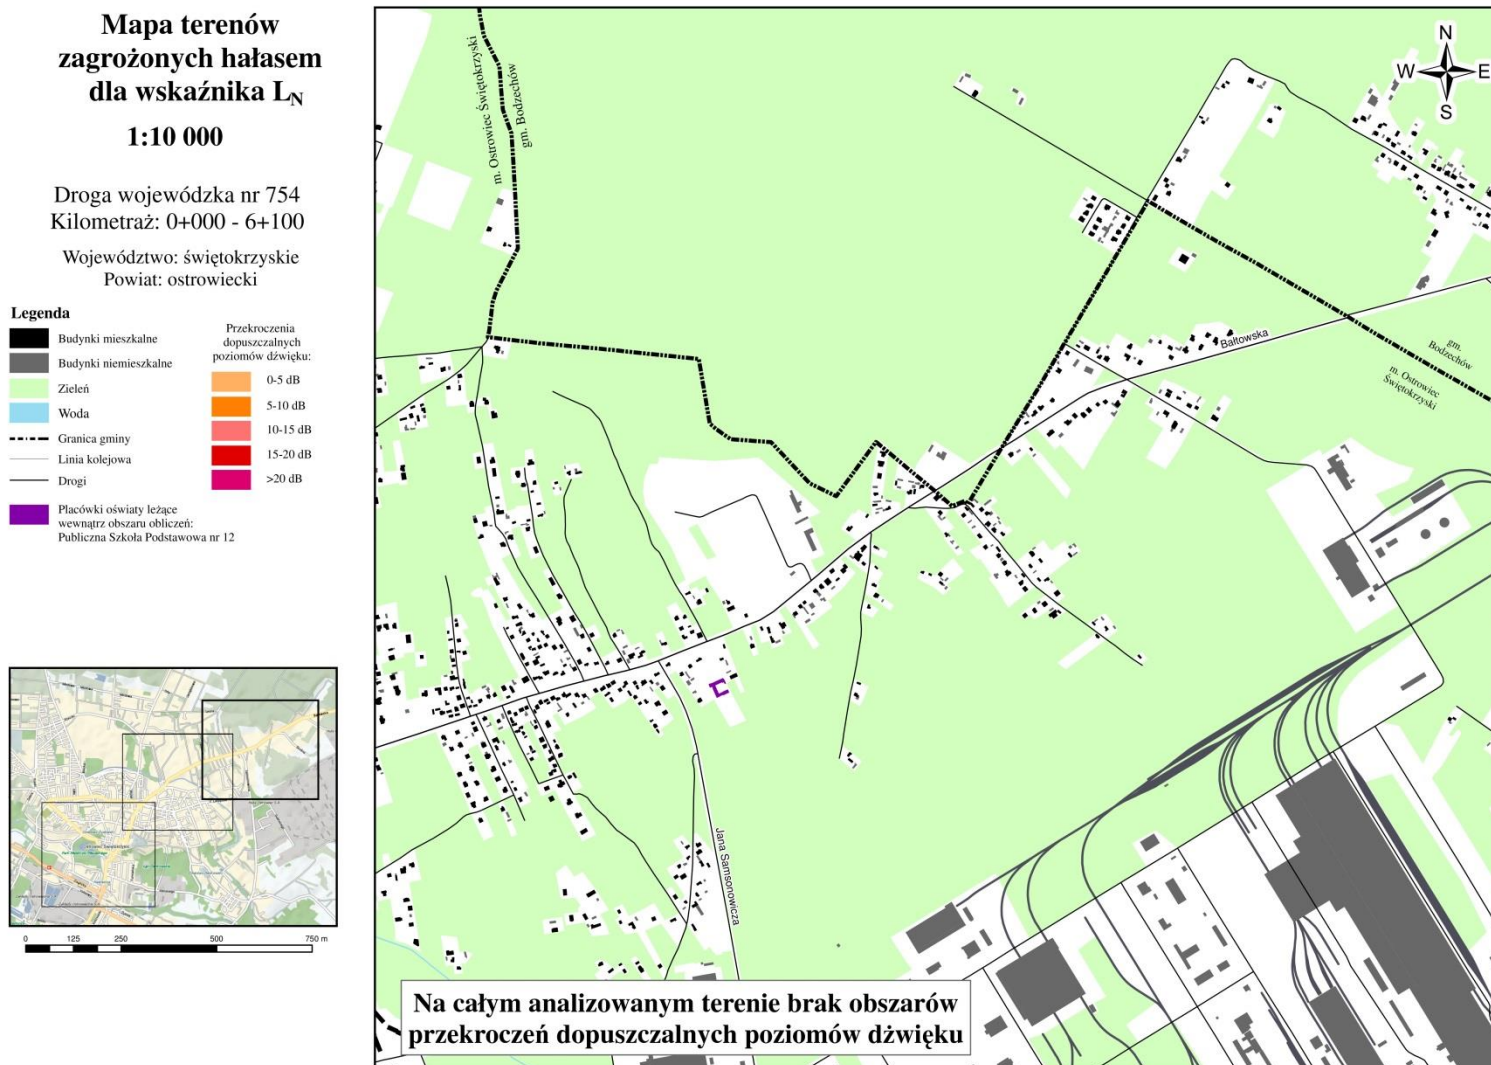 Mapa terenów
zagrożonych hałasem
dla wskaźnika L_N
1:10 000
Droga wojewódzka nr 754
Kilometraż: 0+000 - 6+100
Województwo: świętokrzyskie
Powiat: ostrowiecki
Legenda
Budynki mieszkalne
Budynki niemieszkalne
Zieleń
Woda
Granica gminy
Linia kolejowa
Drogi
Placówki oświaty leżące
wewnątrz obszaru obliczeń:
Publiczna Szkoła Podstawowa nr 12
Przekroczenia
dopuszczalnych
poziomów dźwięku:
0-5 dB
5-10 dB
10-15 dB
15-20 dB
>20 dB
0 125 250 500 750 m
m. Ostrowiec Świętokrzyski
gm. Bodzechów
N
W E
S
Bałtowska
gm.
Bodzechów
m. Ostrowiec
Świętokrzyski
Jana Samsonowicza
Na całym analizowanym terenie brak obszarów
przekroczeń dopuszczalnych poziomów dżwięku